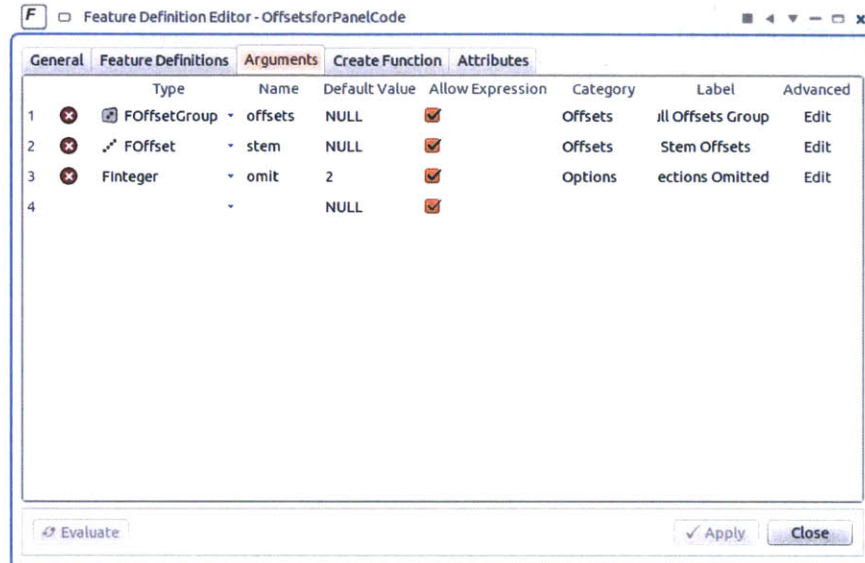 F Feature Definition Editor - OffsetsforPanelCode
General Feature Definitions Arguments Create Function Attributes
Type Name Default Value Allow Expression Category Label Advanced
1 FOffsetGroup offsets NULL Offsets ll Offsets Group Edit
2 FOffset stem NULL Offsets Stem Offsets Edit
3 FInteger omit 2 Options ections Omitted Edit
4 NULL
Evaluate Apply Close